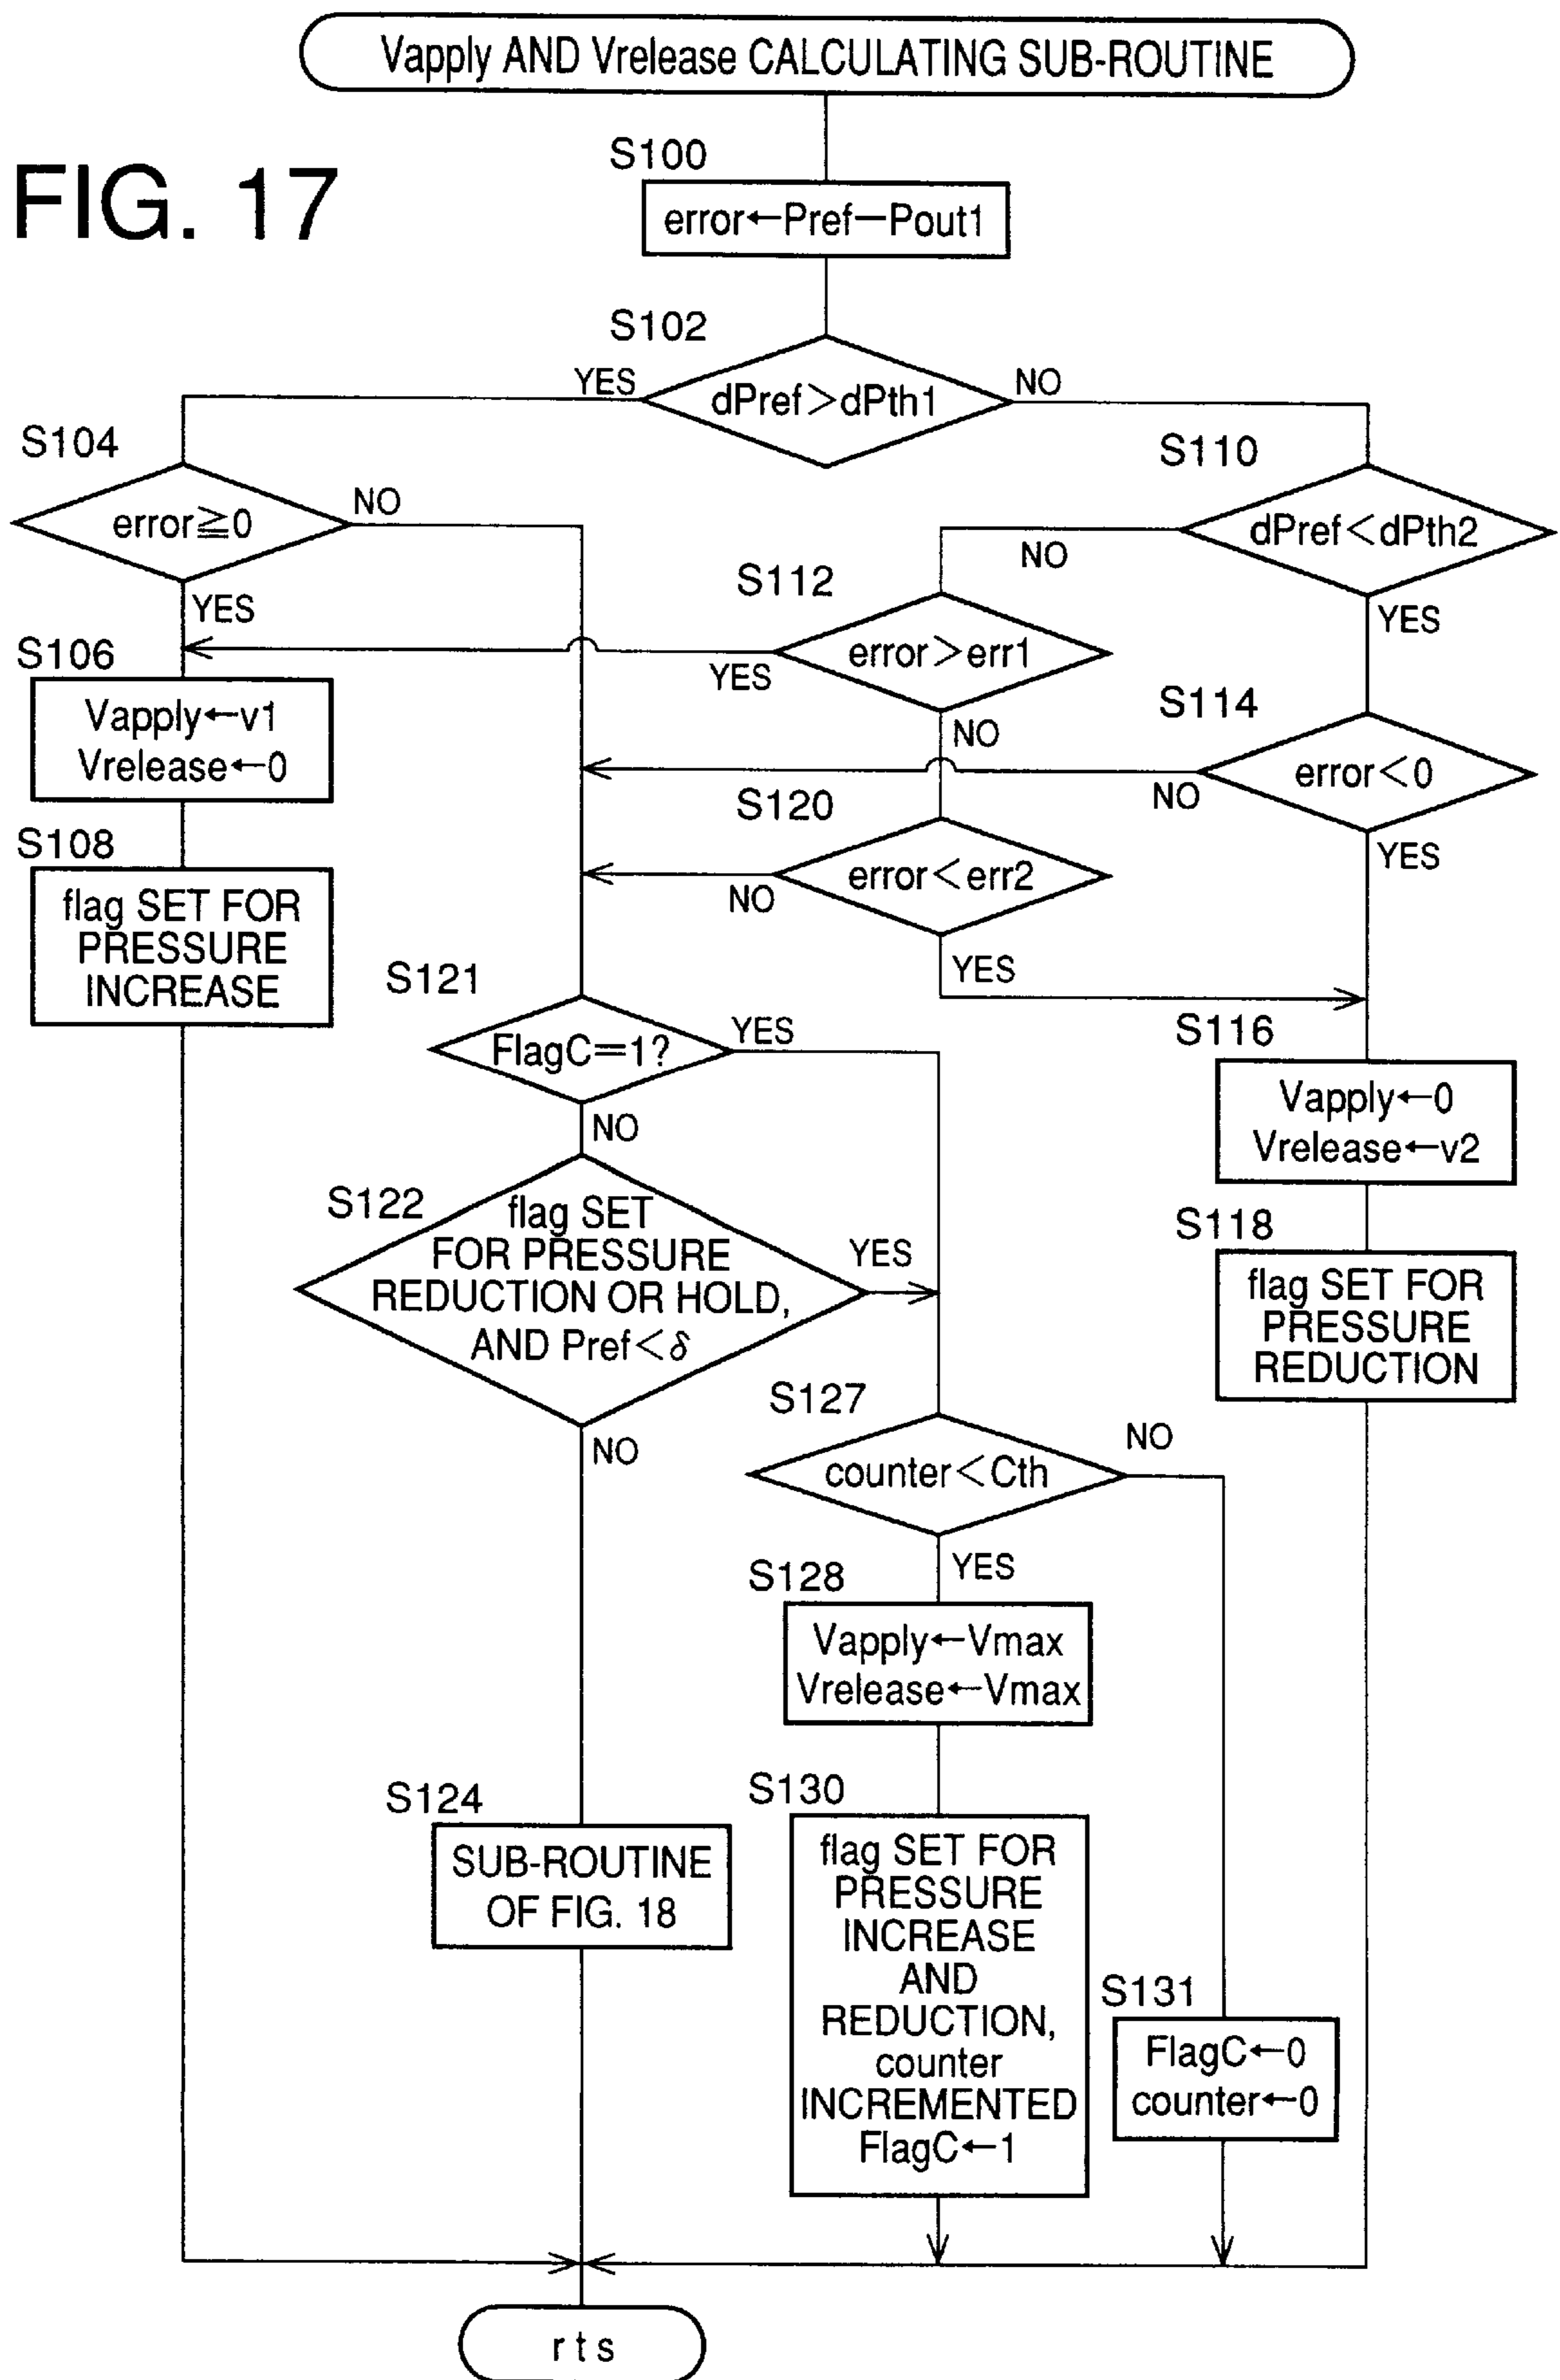 Vapply AND Vrelease CALCULATING SUB-ROUTINE
FIG. 17
S100
error←Pref−Pout1
S102
dPref>dPth1
YES
NO
S104
error≧0
NO
YES
S110
dPref<dPth2
NO
YES
S112
error>err1
YES
NO
S106
Vapply←v1
Vrelease←0
S114
error<0
NO
YES
S108
flag SET FOR
PRESSURE
INCREASE
S120
error<err2
NO
YES
S121
FlagC=1?
YES
NO
S116
Vapply←0
Vrelease←v2
S122
flag SET
FOR PRESSURE
REDUCTION OR HOLD,
AND Pref<δ
YES
NO
S118
flag SET FOR
PRESSURE
REDUCTION
S127
counter<Cth
NO
YES
S128
Vapply←Vmax
Vrelease←Vmax
S124
SUB-ROUTINE
OF FIG. 18
S130
flag SET FOR
PRESSURE
INCREASE
AND
REDUCTION,
counter
INCREMENTED
FlagC←1
S131
FlagC←0
counter←0
rts